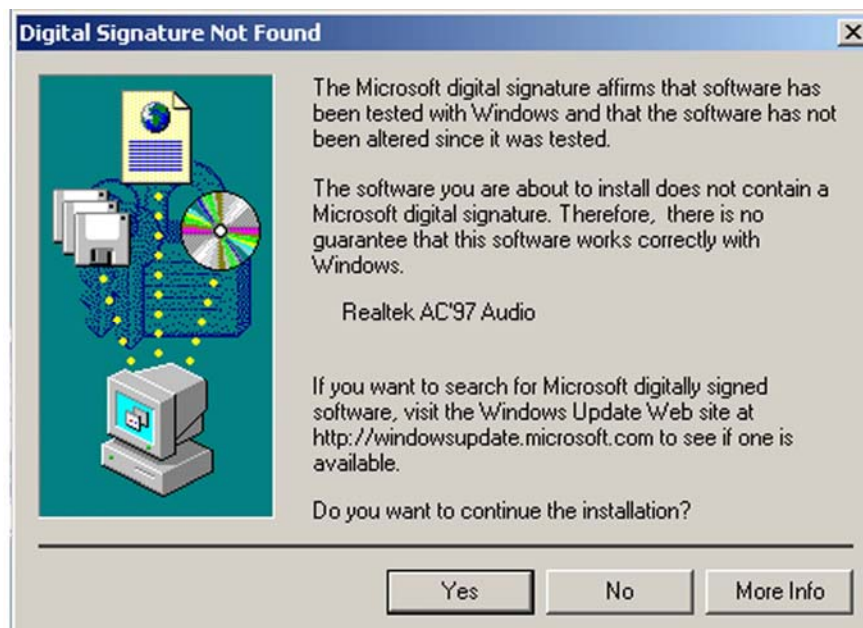 Digital Signature Not Found
The Microsoft digital signature affirms that software has
been tested with Windows and that the software has not
been altered since it was tested.
The software you are about to install does not contain a
Microsoft digital signature. Therefore, there is no
guarantee that this software works correctly with
Windows.
Realtek AC'97 Audio
If you want to search for Microsoft digitally signed
software, visit the Windows Update Web site at
http://windowsupdate.microsoft.com to see if one is
available.
Do you want to continue the installation?
Yes
No
More Info